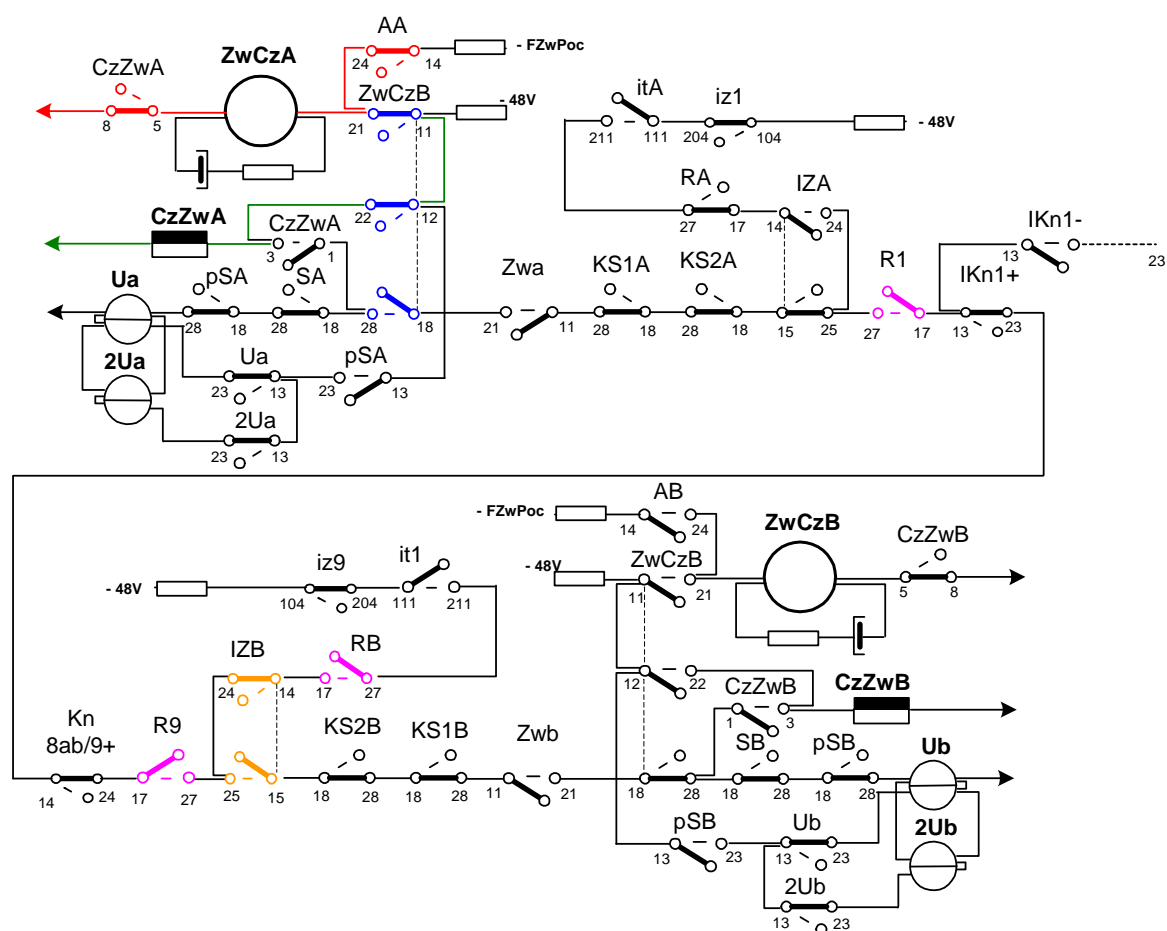 AA
- FZwPoc
ZwCzA
24 14
CzZwA
ZwCzB
- 48V
8 5
21 11
itA iz1
211 111 204 104
- 48V
RA IZA
22 12
27 17 14 24
CzZwA
CzZwA
3 1
IKn1-
13 23
Ua pSA SA
Zwa KS1A KS2A R1 IKn1+
28 18 28 18 28 18
21 11 28 18 28 18 15 25 27 17 13 23
2Ua
Ua pSA
23 13 23 13
2Ua
23 13
AB
- FZwPoc
14 24
ZwCzB
CzZwB
ZwCzB
- 48V
11 21
5 8
iz9 it1
- 48V
104 204 111 211
IZB RB
24 14 17 27
12 22
CzZwB CzZwB
1 3
Kn
8ab/9+
R9 KS2B KS1B Zwb
SB pSB Ub
14 24 17 27 25 15 18 28 18 28 11 21
18 28 18 28 18 28
pSB Ub 2Ub
13 23 13 23
2Ub
13 23